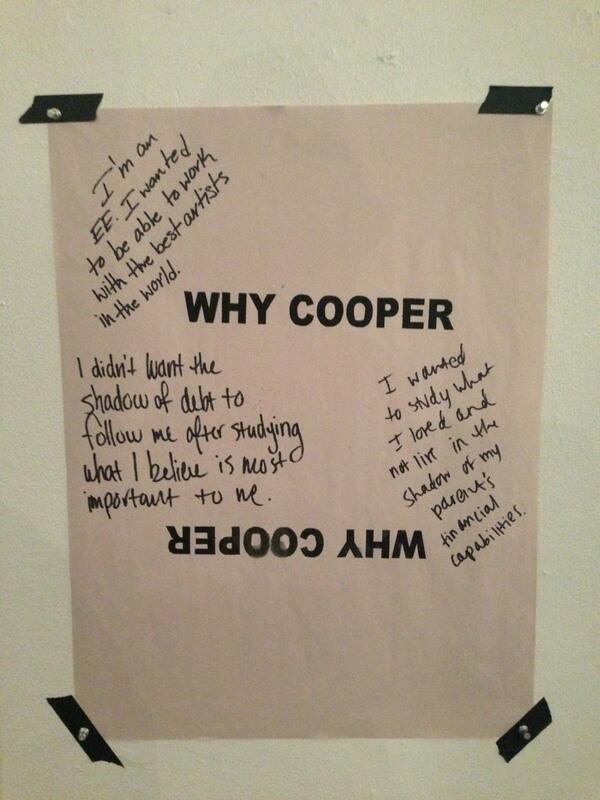 I'm an
EE. I wanted
to be able to work
with the best artists
in the world.
WHY COOPER
I didn't want the
shadow of debt to
follow me after studying
what I believe is most
important to me.
I wanted
to study what
I loved and
not live in the
shadow of my
parent's
financial
capabilities.
WHY COOPER